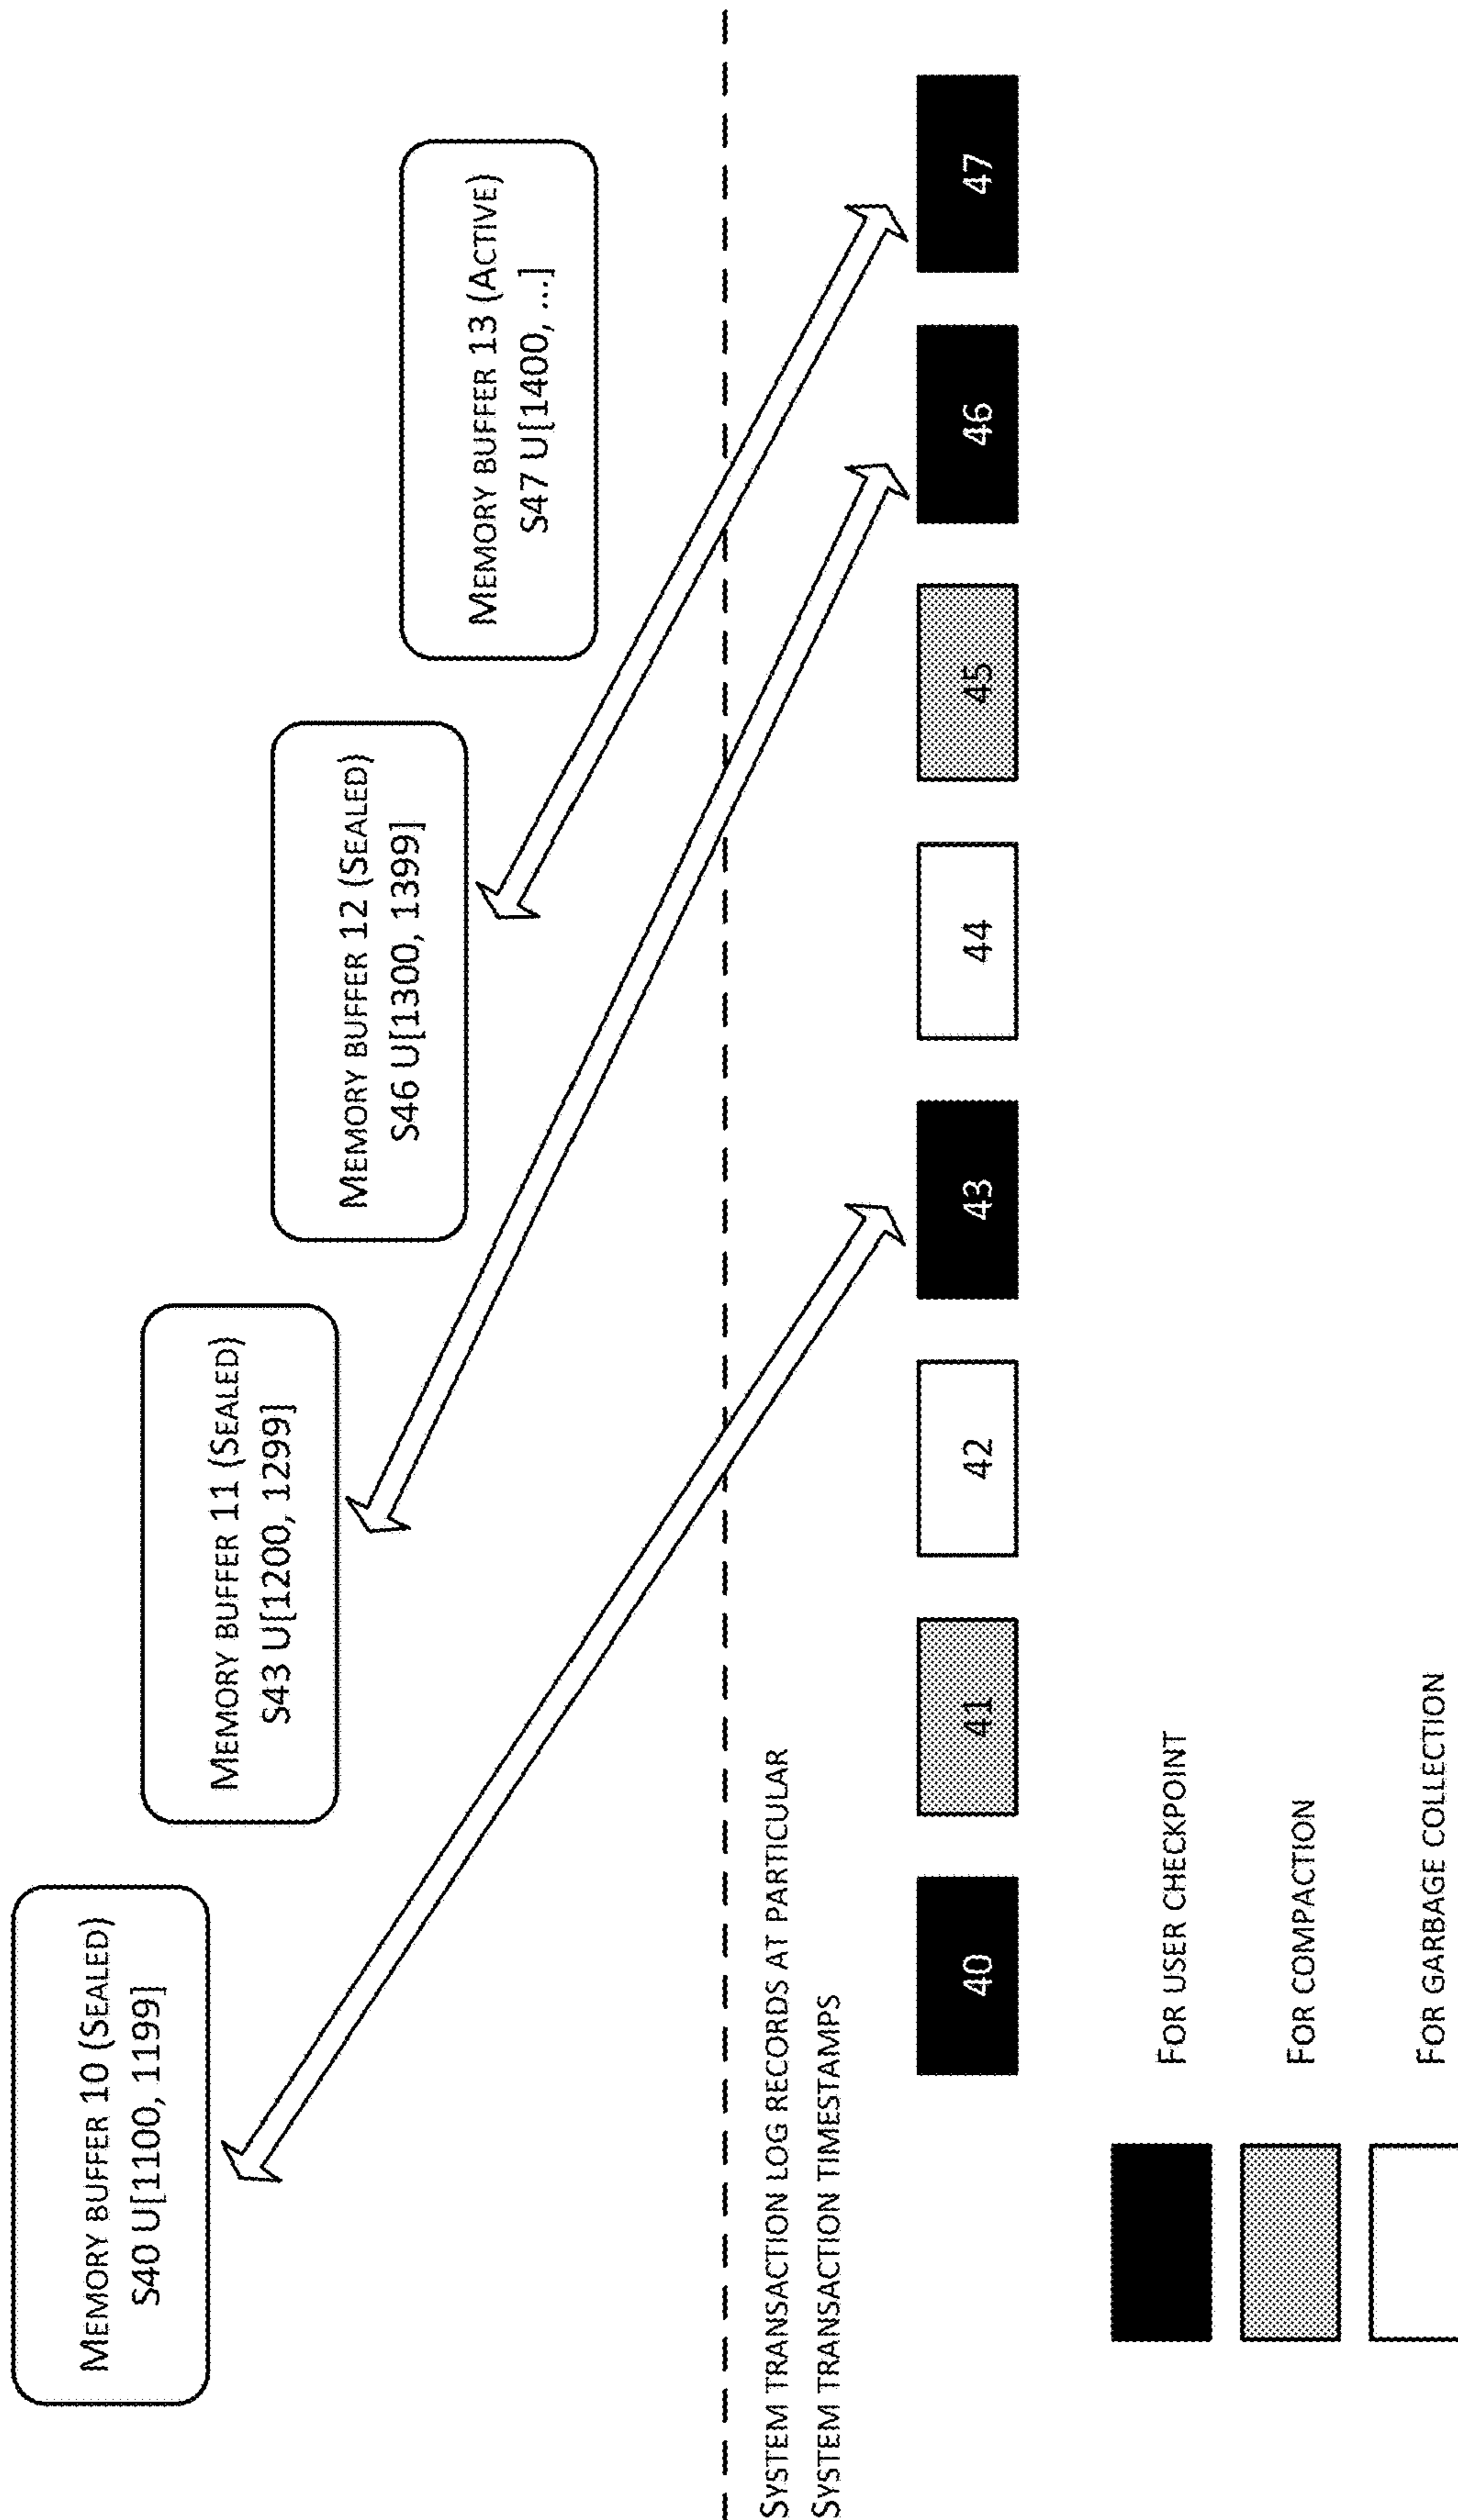 MEMORY BUFFER 10 (SEALED)
S40 U[1100, 1199]
MEMORY BUFFER 11 (SEALED)
S43 U[1200, 1299]
MEMORY BUFFER 12 (SEALED)
S46 U[1300, 1399]
MEMORY BUFFER 13 (ACTIVE)
S47 U[1400, ...]
SYSTEM TRANSACTION LOG RECORDS AT PARTICULAR
SYSTEM TRANSACTION TIMESTAMPS
40
41
42
43
44
45
46
47
FOR USER CHECKPOINT
FOR COMPACTION
FOR GARBAGE COLLECTION